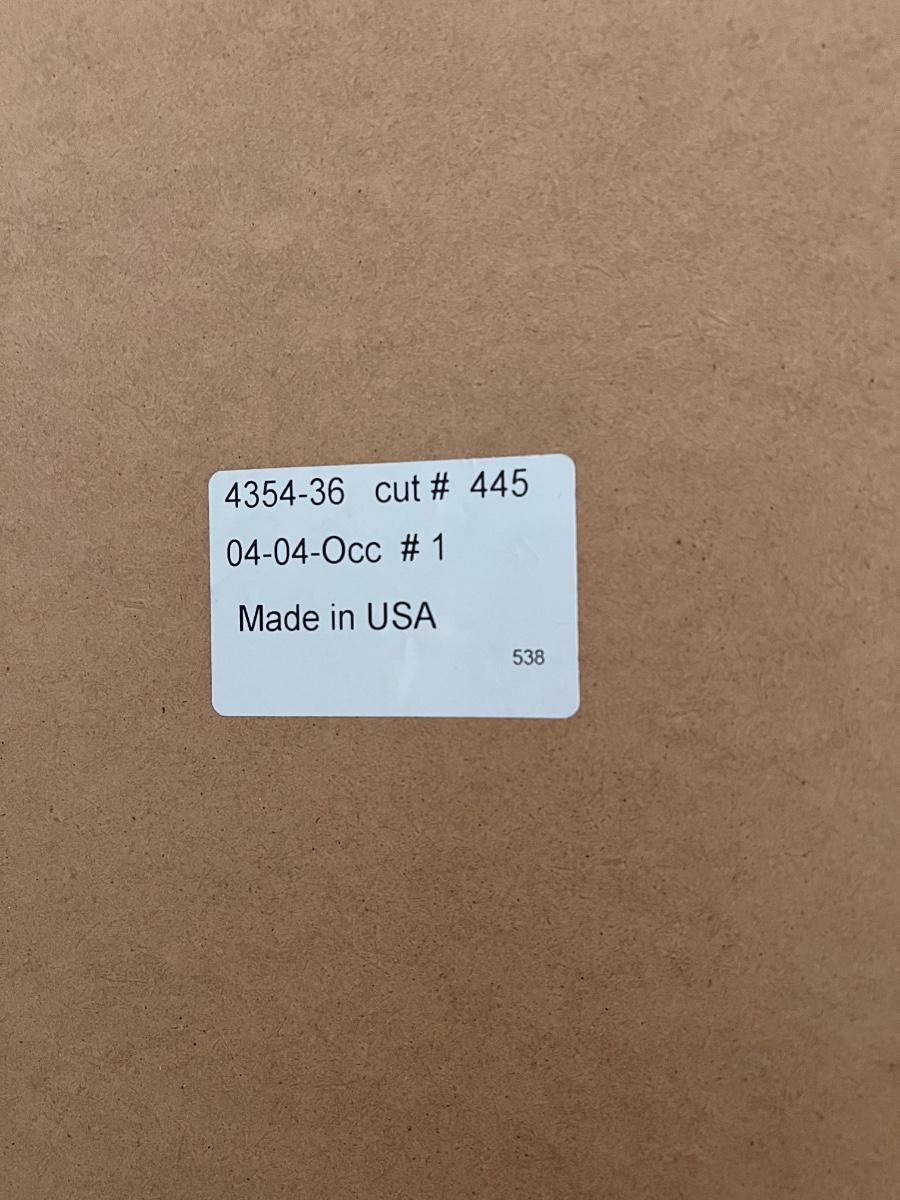 4354-36 cut # 445
04-04-Occ # 1
Made in USA
538